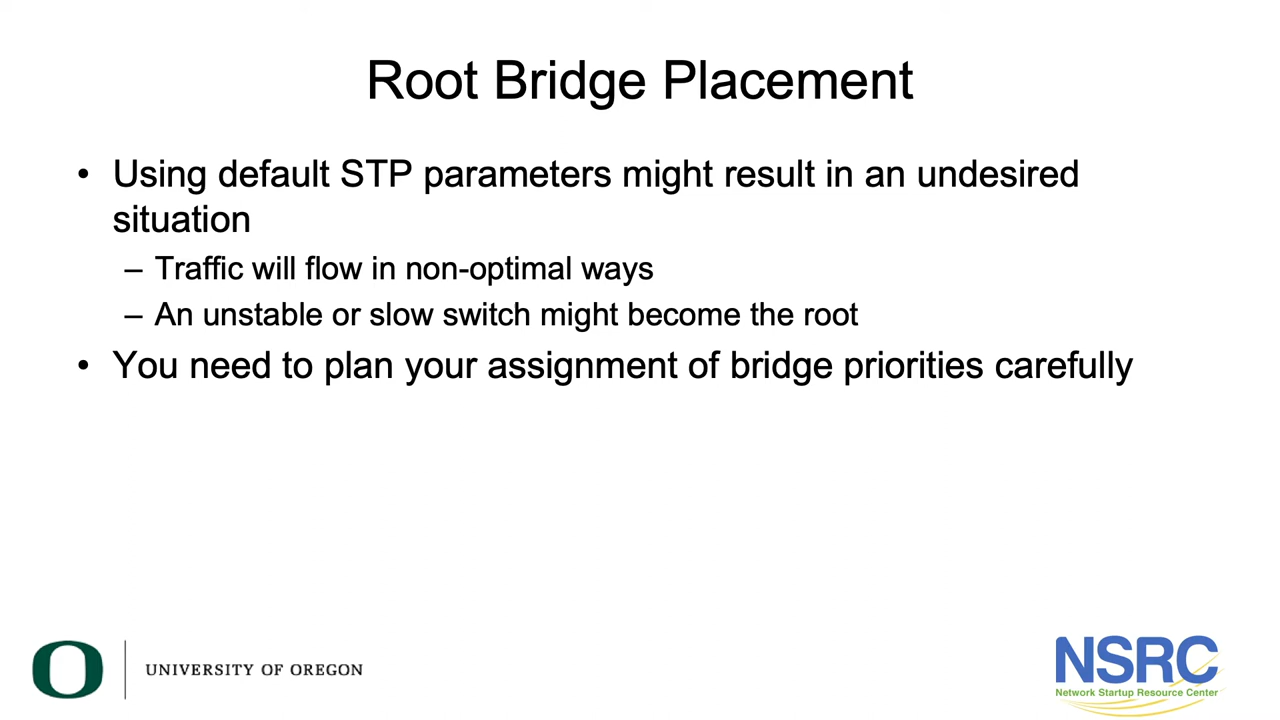 Root Bridge Placement
• Using default STP parameters might result in an undesired
situation
– Traffic will flow in non-optimal ways
– An unstable or slow switch might become the root
• You need to plan your assignment of bridge priorities carefully
O
UNIVERSITY OF OREGON
NSRC
Network Startup Resource Center